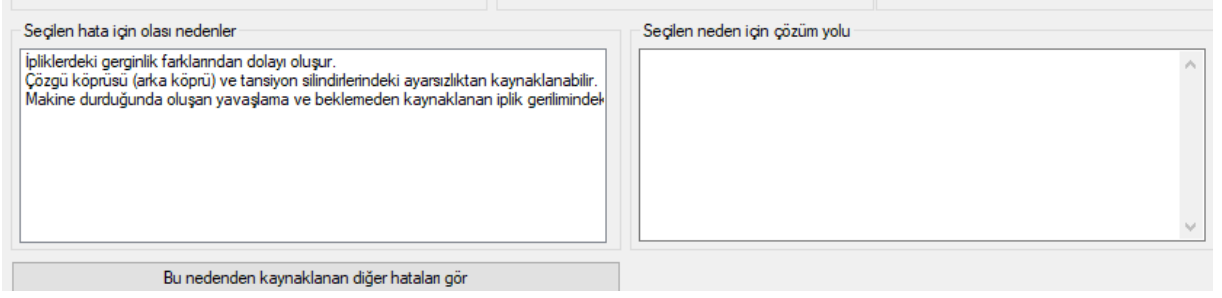 Seçilen hata için olası nedenler
İpliklerdeki gerginlik farklarından dolayı oluşur.
Çözgü köprüsü (arka köprü) ve tansiyon silindirlerindeki ayarsızlıktan kaynaklanabilir.
Makine durduğunda oluşan yavaşlama ve beklemeden kaynaklanan iplik gerilimindek
Bu nedenden kaynaklanan diğer hataları gör
Seçilen neden için çözüm yolu